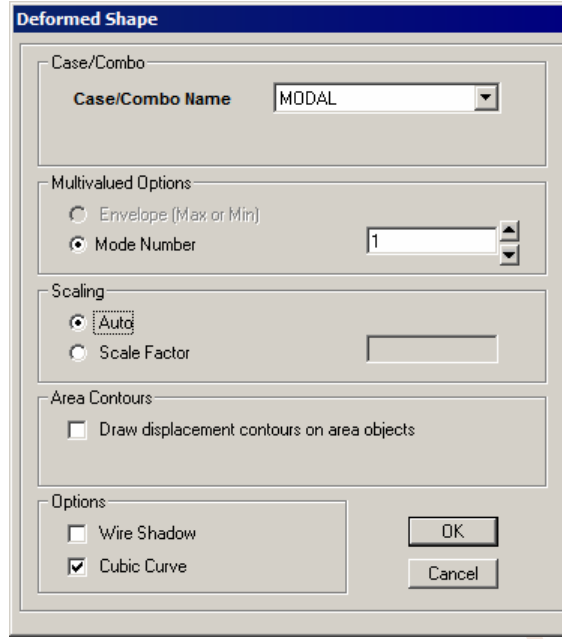 Deformed Shape
Case/Combo
Case/Combo Name MODAL
Multivalued Options
Envelope (Max or Min)
Mode Number 1
Scaling
Auto
Scale Factor
Area Contours
Draw displacement contours on area objects
Options
Wire Shadow OK
Cubic Curve Cancel